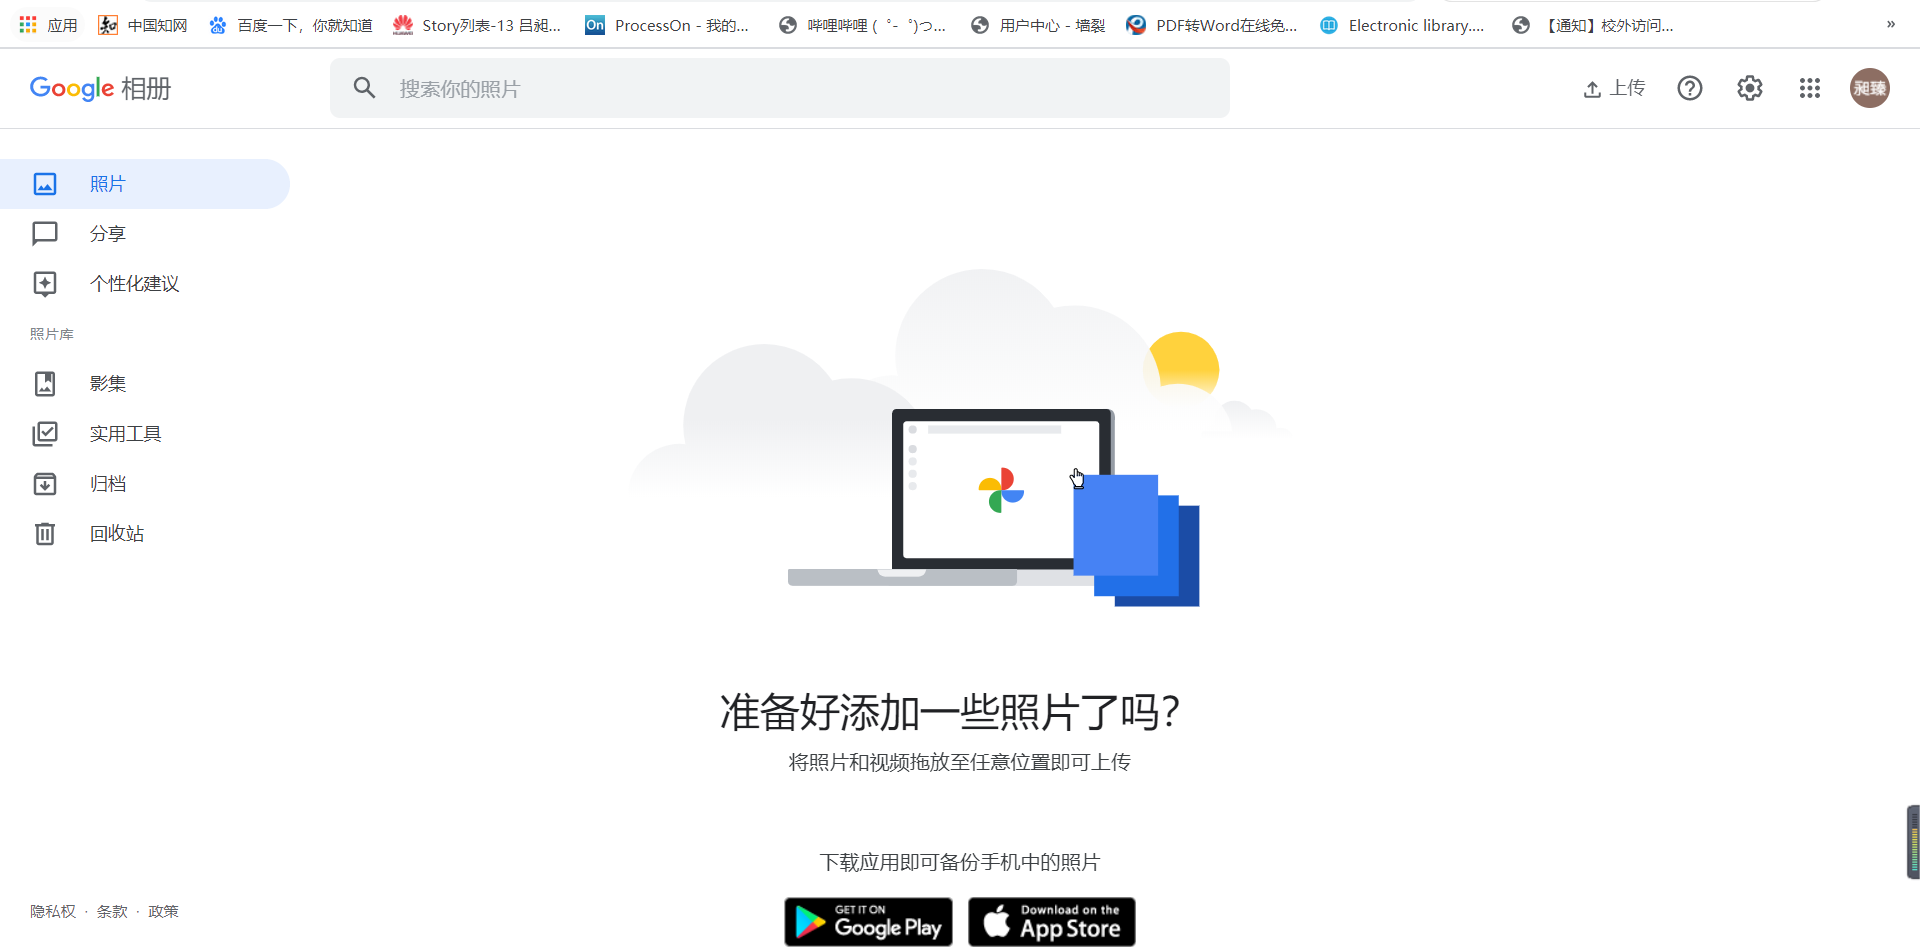 应用 中国知网 百度一下，你就知道 Story列表-13 吕昶... ProcessOn - 我的... 哔哩哔哩 ( ゜- ゜)つ... 用户中心 - 墙裂 PDF转Word在线免... Electronic library.... 【通知】校外访问... »
Google 相册 搜索你的照片 上传 昶臻
照片
分享
个性化建议
照片库
影集
实用工具
归档
回收站
准备好添加一些照片了吗？
将照片和视频拖放至任意位置即可上传
下载应用即可备份手机中的照片
GET IT ON
Google Play
Download on the
App Store
隐私权 · 条款 · 政策